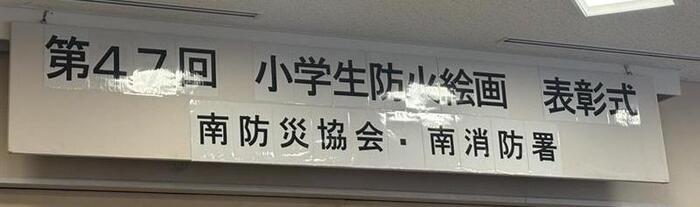 第47回 小学生防火絵画 表彰式
南防災協会・南消防署